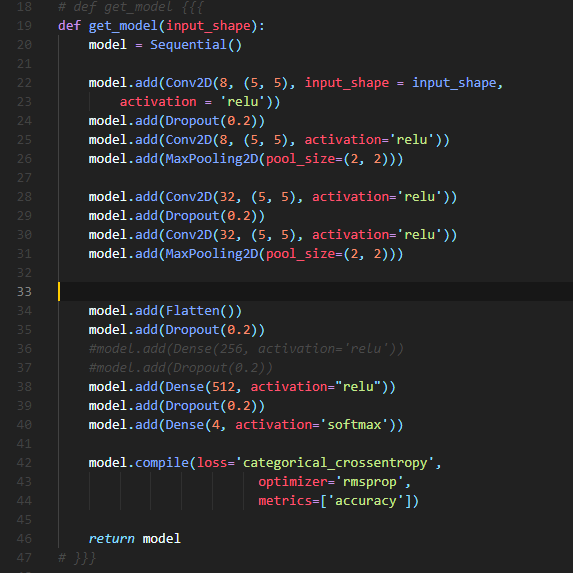 18 # def get_model {{{
19 def get_model(input_shape):
20     model = Sequential()
21
22     model.add(Conv2D(8, (5, 5), input_shape = input_shape,
23         activation = 'relu'))
24     model.add(Dropout(0.2))
25     model.add(Conv2D(8, (5, 5), activation='relu'))
26     model.add(MaxPooling2D(pool_size=(2, 2)))
27
28     model.add(Conv2D(32, (5, 5), activation='relu'))
29     model.add(Dropout(0.2))
30     model.add(Conv2D(32, (5, 5), activation='relu'))
31     model.add(MaxPooling2D(pool_size=(2, 2)))
32
33
34     model.add(Flatten())
35     model.add(Dropout(0.2))
36     #model.add(Dense(256, activation='relu'))
37     #model.add(Dropout(0.2))
38     model.add(Dense(512, activation="relu"))
39     model.add(Dropout(0.2))
40     model.add(Dense(4, activation='softmax'))
41
42     model.compile(loss='categorical_crossentropy',
43                           optimizer='rmsprop',
44                           metrics=['accuracy'])
45
46     return model
47 # }}}